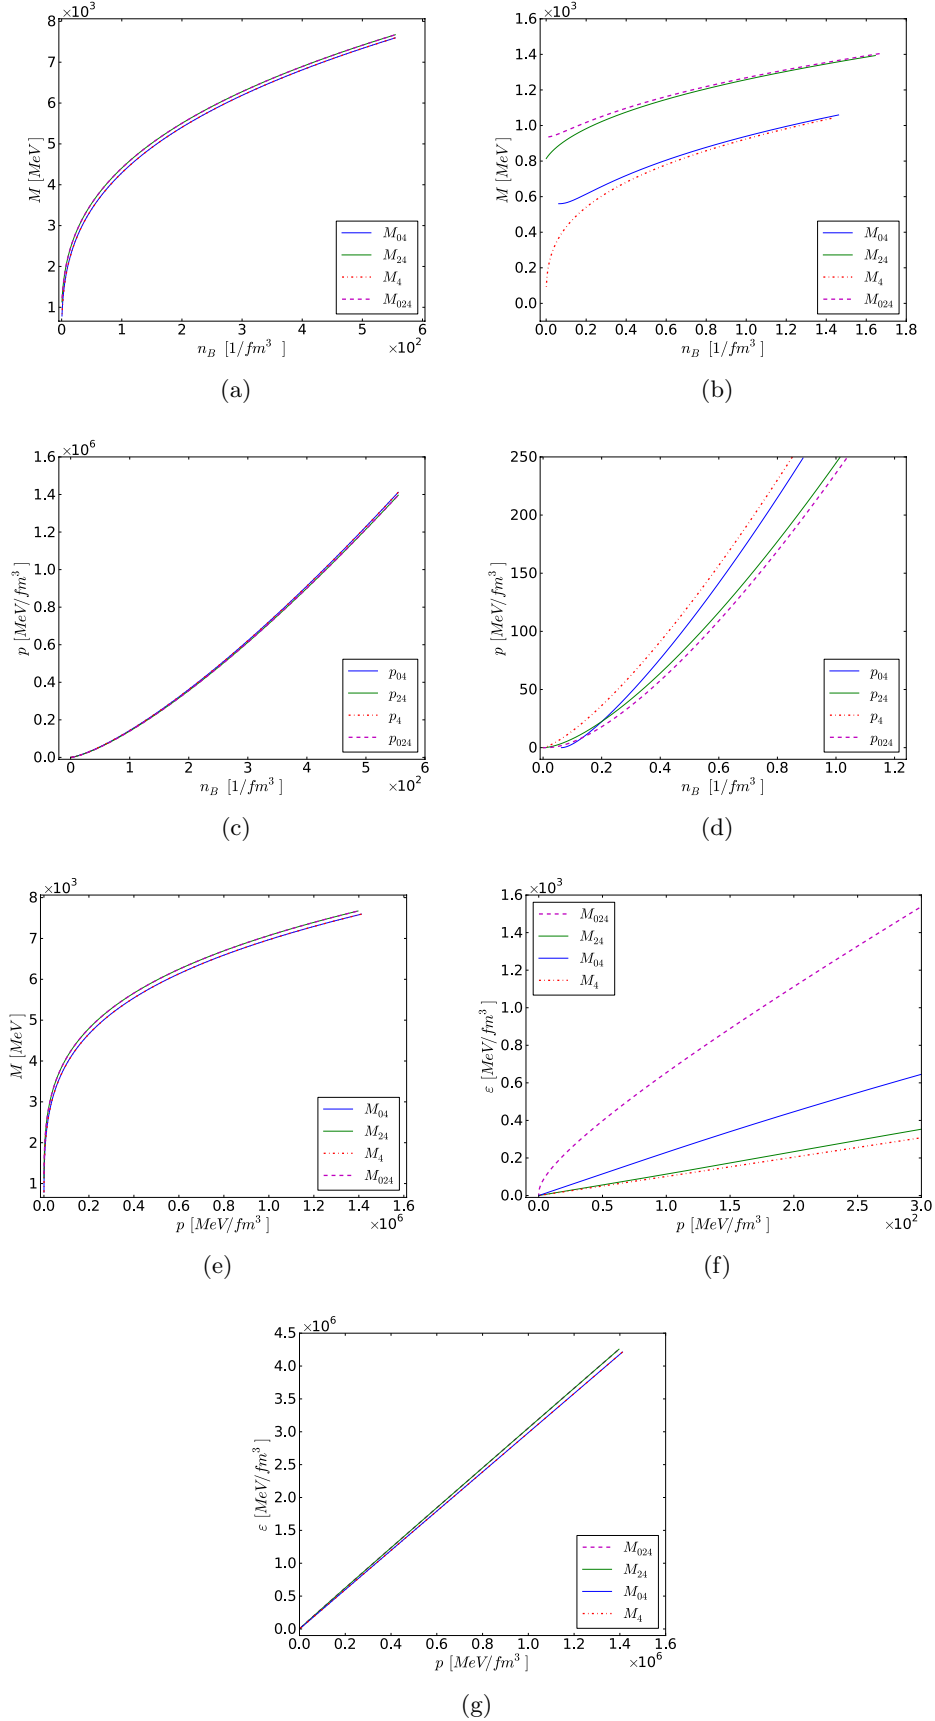 ×10³
8
7
6
5
4
3
2
1
M [MeV]
M₀₄
M₂₄
M₄
M₀₂₄
0 1 2 3 4 5 6
n_B [1/fm³ ]
×10²
(a)
×10³
1.6
1.4
1.2
1.0
0.8
0.6
0.4
0.2
0.0
M [MeV]
M₀₄
M₂₄
M₄
M₀₂₄
0.0 0.2 0.4 0.6 0.8 1.0 1.2 1.4 1.6 1.8
n_B [1/fm³]
(b)
×10⁶
1.6
1.4
1.2
1.0
0.8
0.6
0.4
0.2
0.0
p [MeV/fm³]
p₀₄
p₂₄
p₄
p₀₂₄
0 1 2 3 4 5 6
n_B [1/fm³]
×10²
(c)
250
200
150
100
50
0
p [MeV/fm³]
p₀₄
p₂₄
p₄
p₀₂₄
0.0 0.2 0.4 0.6 0.8 1.0 1.2
n_B [1/fm³]
(d)
×10³
8
7
6
5
4
3
2
1
M [MeV]
M₀₄
M₂₄
M₄
M₀₂₄
0.0 0.2 0.4 0.6 0.8 1.0 1.2 1.4 1.6
p [MeV/fm³]
×10⁶
(e)
×10³
1.6
1.4
1.2
1.0
0.8
0.6
0.4
0.2
0.0
ε [MeV/fm³]
M₀₂₄
M₂₄
M₀₄
M₄
0.0 0.5 1.0 1.5 2.0 2.5 3.0
p [MeV/fm³]
×10²
(f)
×10⁶
4.5
4.0
3.5
3.0
2.5
2.0
1.5
1.0
0.5
0.0
ε [MeV/fm³]
M₀₂₄
M₂₄
M₀₄
M₄
0.0 0.2 0.4 0.6 0.8 1.0 1.2 1.4 1.6
p [MeV/fm³]
×10⁶
(g)